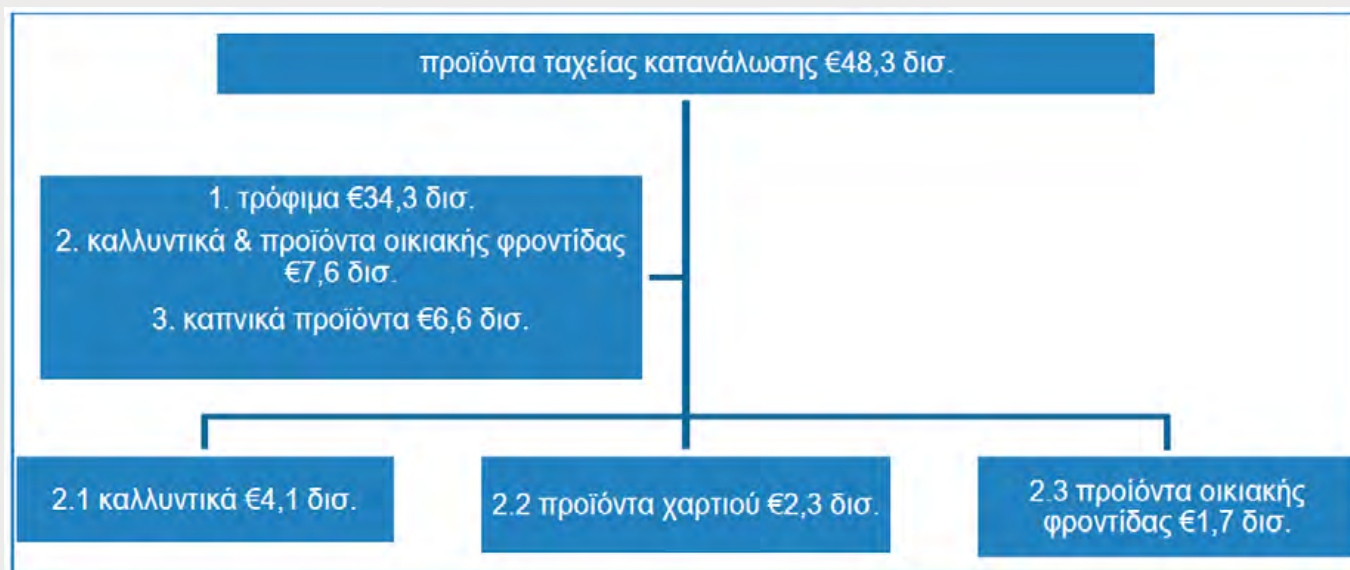 προϊόντα ταχείας κατανάλωσης €48,3 δισ.
1. τρόφιμα €34,3 δισ.
2. καλλυντικά & προϊόντα οικιακής φροντίδας
€7,6 δισ.
3. καπνικά προϊόντα €6,6 δισ.
2.1 καλλυντικά €4,1 δισ.
2.2 προϊόντα χαρτιού €2,3 δισ.
2.3 προϊόντα οικιακής
φροντίδας €1,7 δισ.